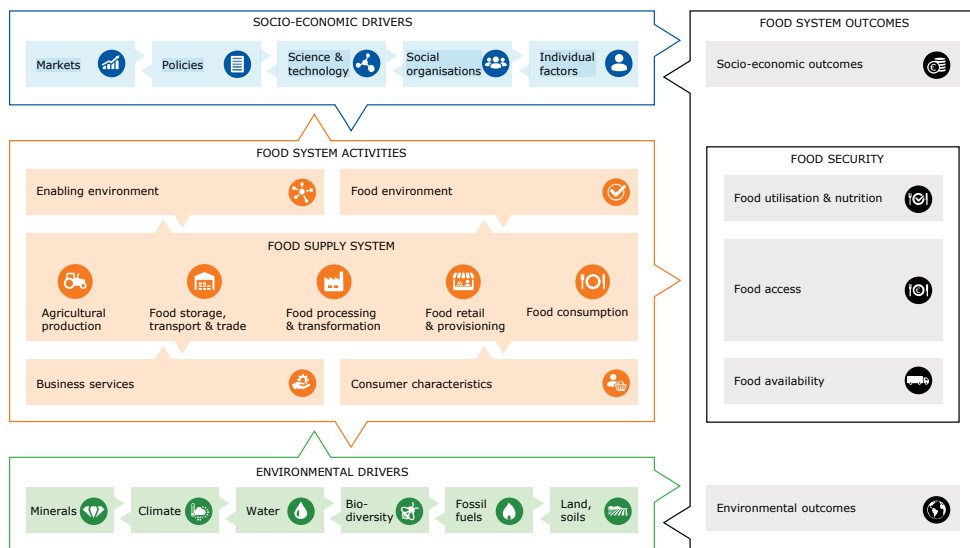 SOCIO-ECONOMIC DRIVERS
Markets
Policies
Science &
technology
Social
organisations
Individual
factors
FOOD SYSTEM ACTIVITIES
Enabling environment
Food environment
FOOD SUPPLY SYSTEM
Agricultural
production
Food storage,
transport & trade
Food processing
& transformation
Food retail
& provisioning
Food consumption
Business services
Consumer characteristics
ENVIRONMENTAL DRIVERS
Minerals
Climate
Water
Bio-
diversity
Fossil
fuels
Land,
soils
FOOD SYSTEM OUTCOMES
Socio-economic outcomes
FOOD SECURITY
Food utilisation & nutrition
Food access
Food availability
Environmental outcomes